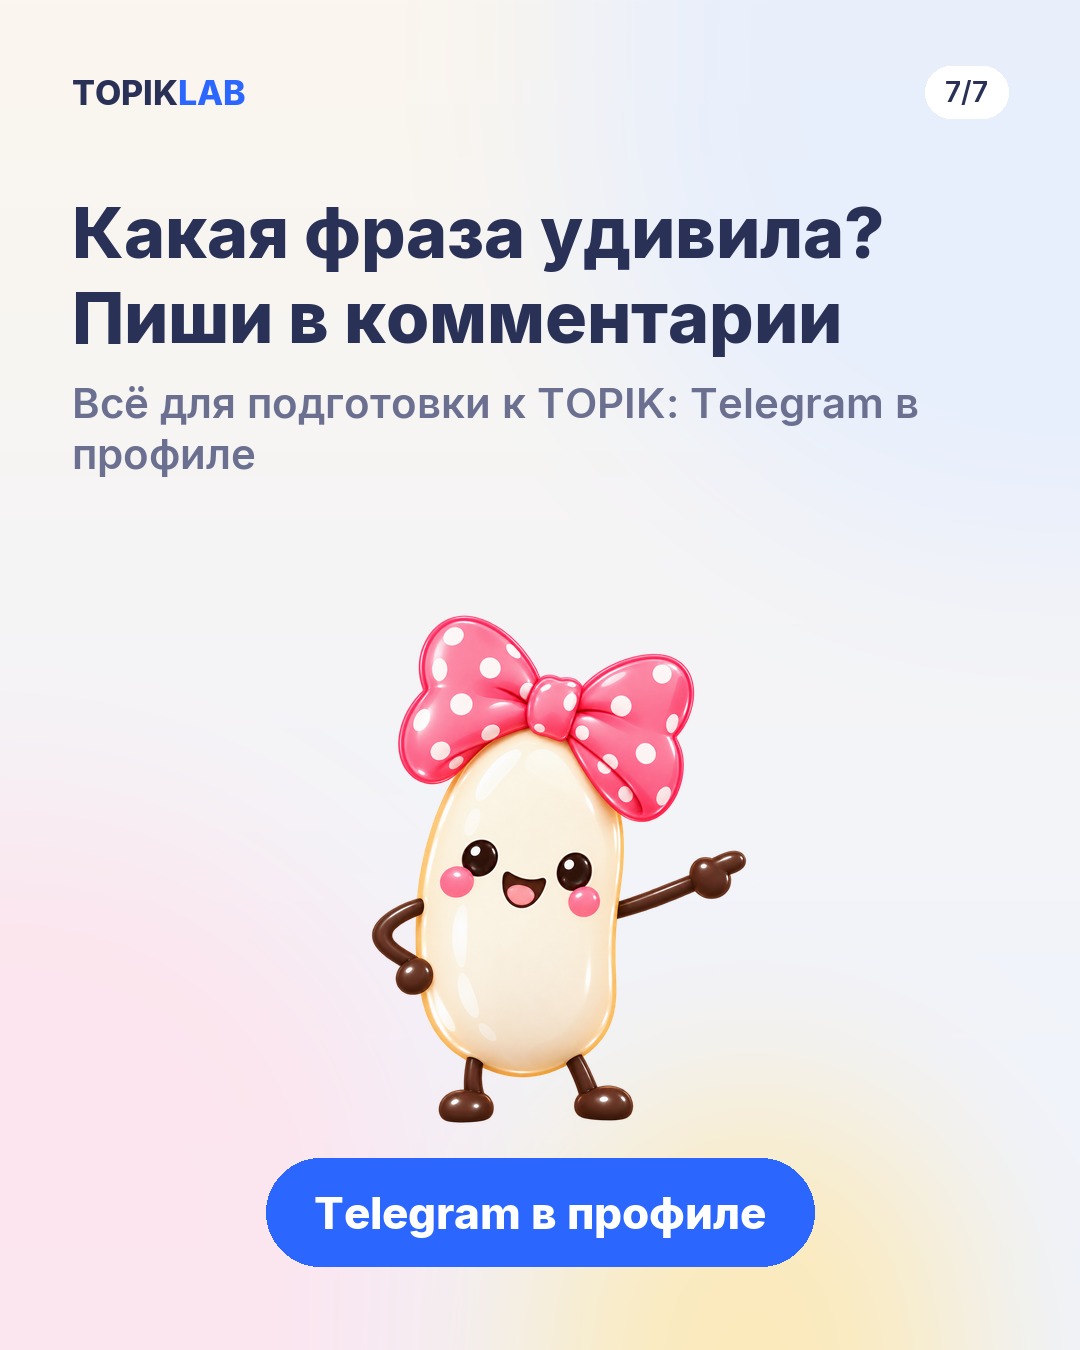 TOPIKLAB
7/7
Какая фраза удивила?
Пиши в комментарии
Всё для подготовки к TOPIK: Telegram в
профиле
Telegram в профиле